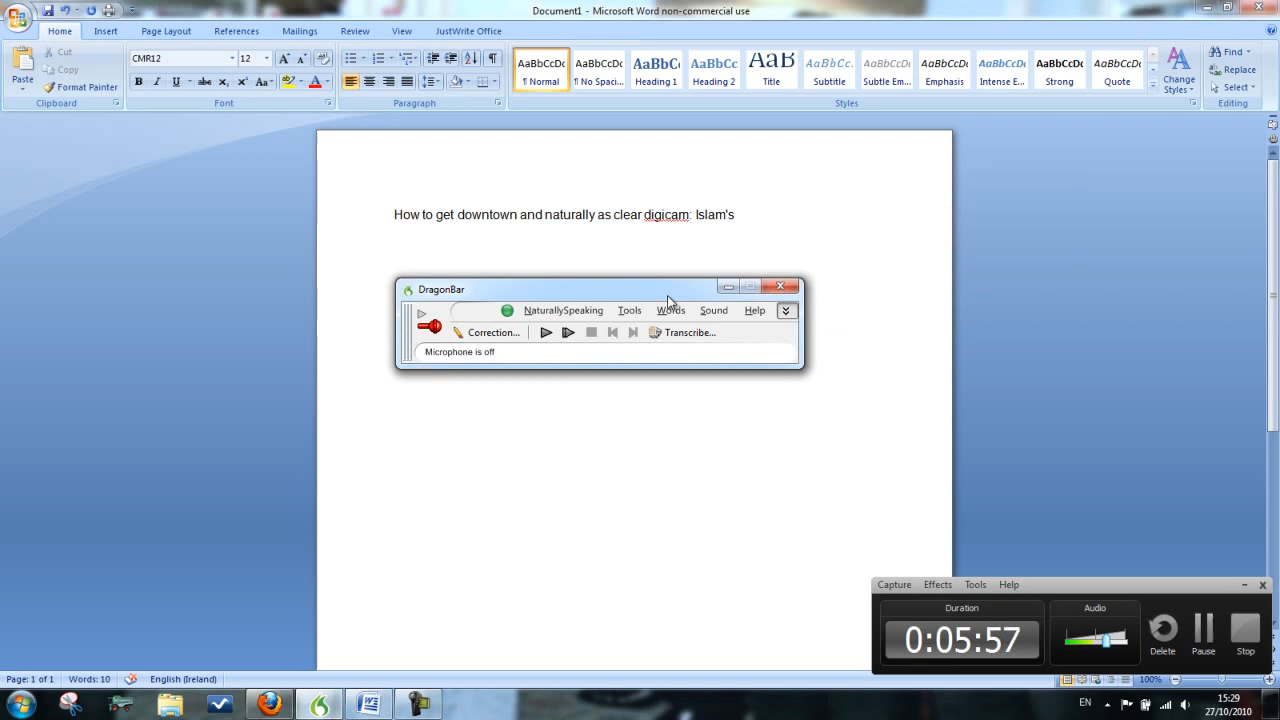 Document1 - Microsoft Word non-commercial use
Home Insert Page Layout References Mailings Review View JustWrite Office
Paste
Cut
Copy
Format Painter
Clipboard
CMR12 12
B I U abc x₂ x² Aa A
Font
Paragraph
AaBbCcDc AaBbCcDc AaBbC AaBbCc AaB AaBbCc. AaBbCcDc AaBbCcDc AaBbCcDc AaBbCcDc AaBbCcDc
¶ Normal ¶ No Spaci... Heading 1 Heading 2 Title Subtitle Subtle Em... Emphasis Intense E... Strong Quote
Change Styles
Styles
Find
Replace
Select
Editing
How to get downtown and naturally as clear digicam: Islam's
DragonBar
NaturallySpeaking Tools Words Sound Help
Correction... Transcribe...
Microphone is off
Capture Effects Tools Help
Duration
0:05:57
Audio
Delete Pause Stop
Page: 1 of 1 Words: 10 English (Ireland) 100%
EN 15:29
27/10/2010